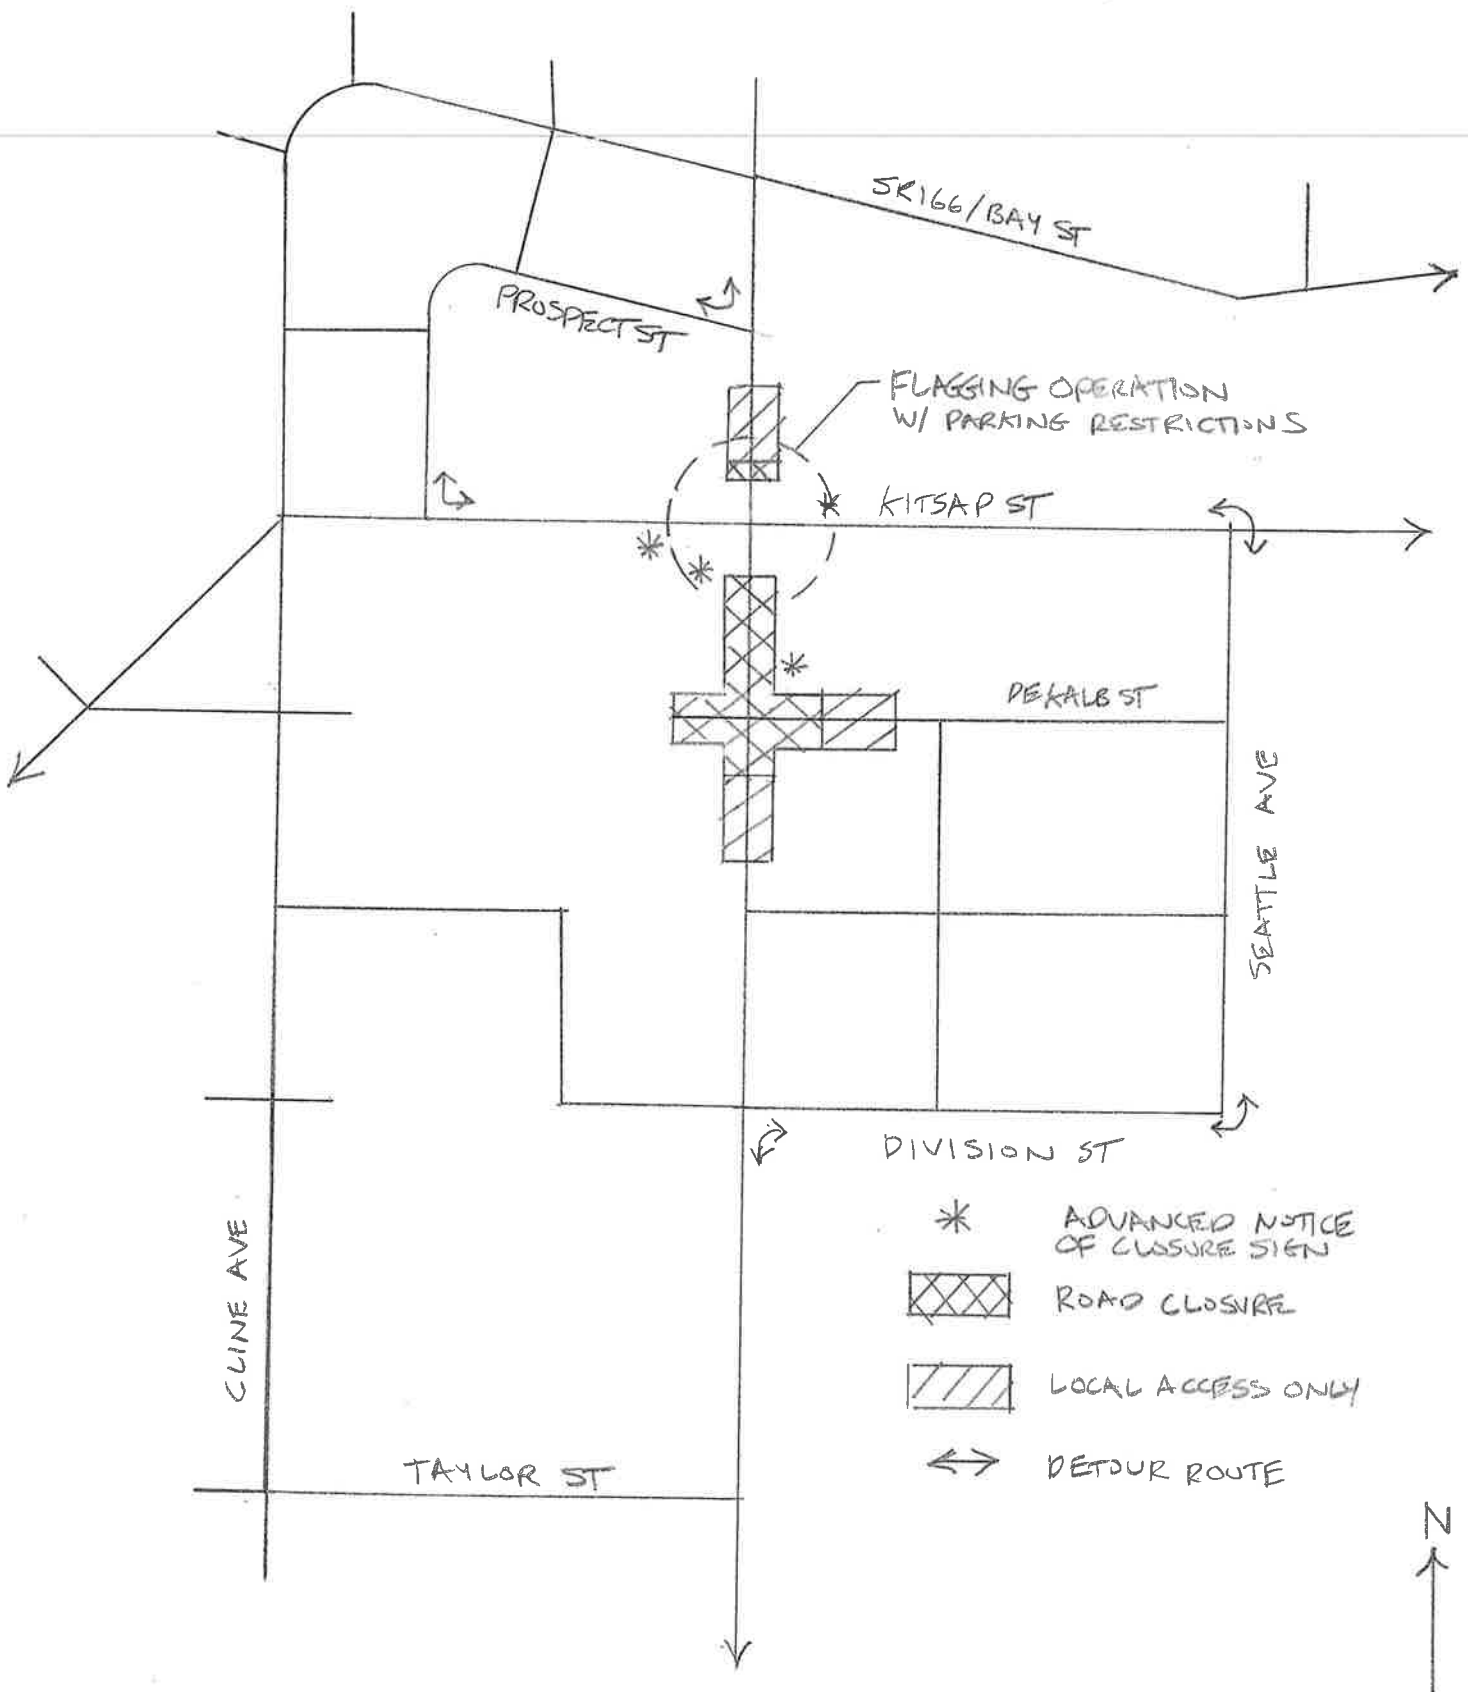 SR166/BAY ST
PROSPECT ST
FLAGGING OPERATION
W/ PARKING RESTRICTIONS
KITSAP ST
DEKALB ST
SEATTLE AVE
DIVISION ST
ADVANCED NOTICE
OF CLOSURE SIGN
ROAD CLOSURE
CLINE AVE
LOCAL ACCESS ONLY
TAYLOR ST
DETOUR ROUTE
N